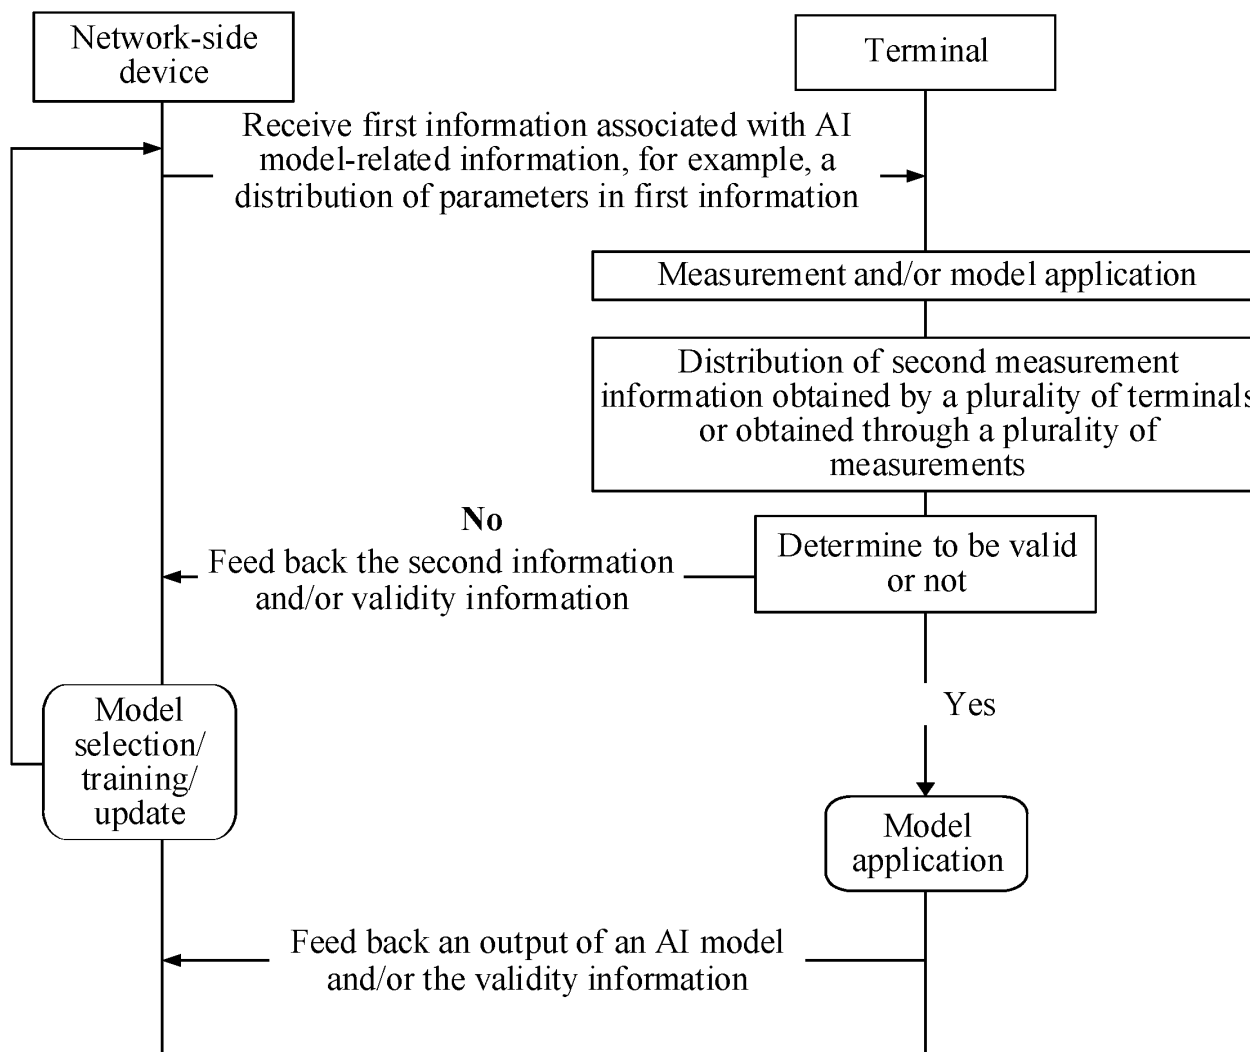 Network-side
device
Terminal
Receive first information associated with AI
model-related information, for example, a
distribution of parameters in first information
Measurement and/or model application
Distribution of second measurement
information obtained by a plurality of terminals
or obtained through a plurality of
measurements
No
Feed back the second information
and/or validity information
Determine to be valid
or not
Yes
Model
selection/
training/
update
Model
application
Feed back an output of an AI model
and/or the validity information